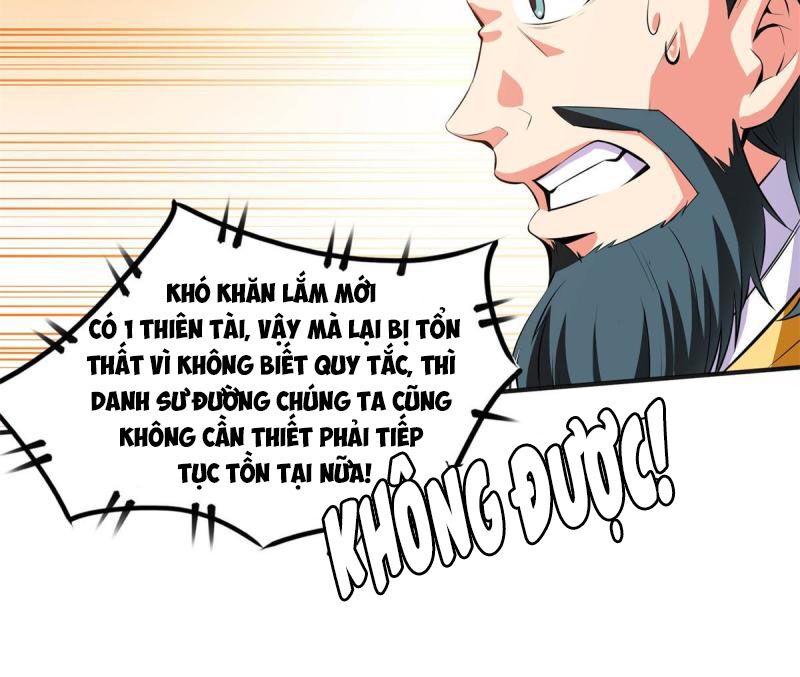 KHÓ KHĂN LẮM MỚI
CÓ 1 THIÊN TÀI, VẬY MÀ LẠI BỊ TỔN
THẤT VÌ KHÔNG BIẾT QUY TẮC, THÌ
DANH SƯ ĐƯỜNG CHÚNG TA CŨNG
KHÔNG CẦN THIẾT PHẢI TIẾP
TỤC TỒN TẠI NỮA!
KHÔNG ĐƯỢC!